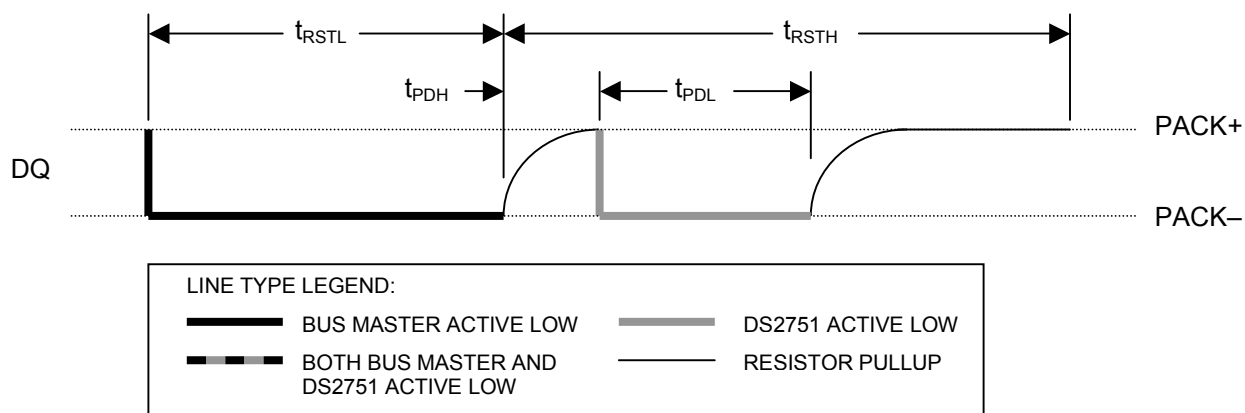 tRSTL
tRSTH
tPDH
tPDL
PACK+
DQ
PACK–
LINE TYPE LEGEND:
BUS MASTER ACTIVE LOW
DS2751 ACTIVE LOW
BOTH BUS MASTER AND
DS2751 ACTIVE LOW
RESISTOR PULLUP